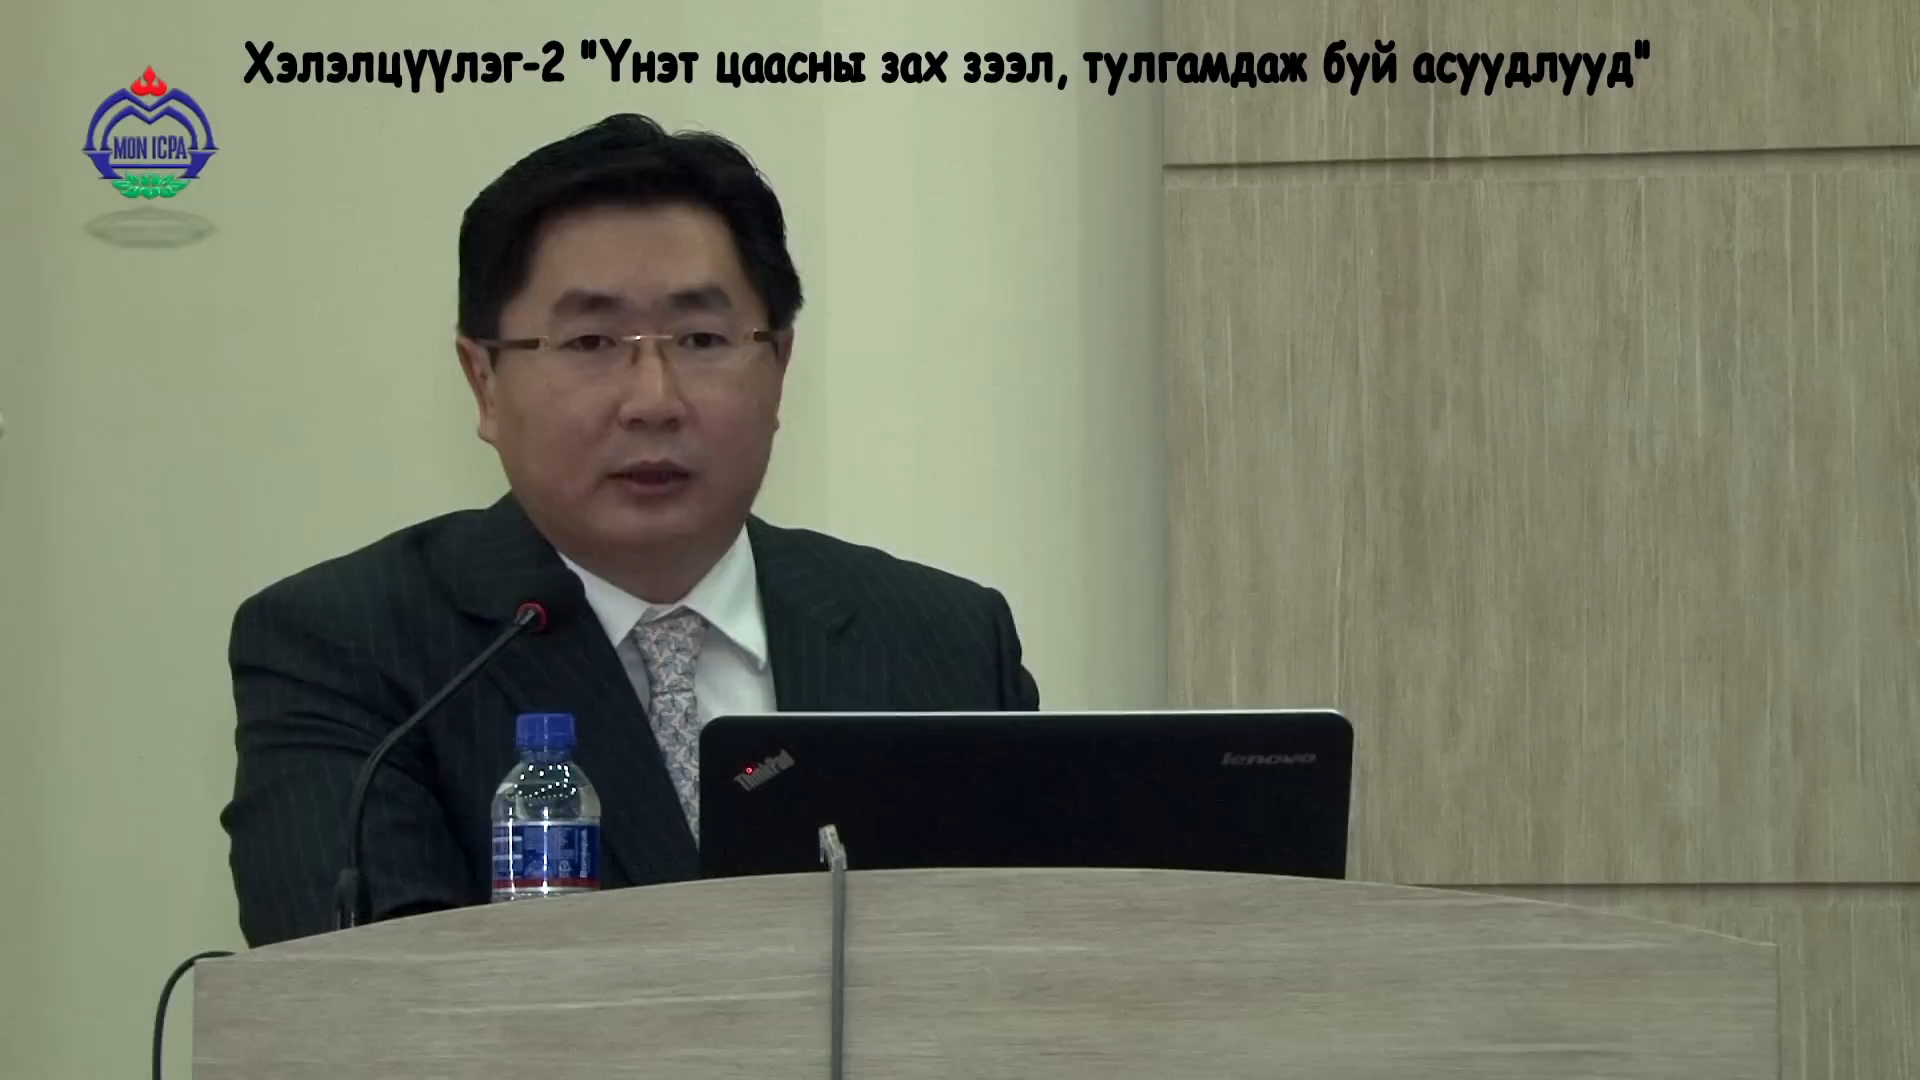 Хэлэлцүүлэг-2 "Үнэт цаасны зах зээл, тулгамдаж буй асуудлууд"
MON ICPA
ThinkPad
lenovo